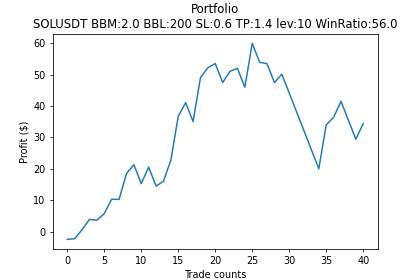 Portfolio
SOLUSDT BBM:2.0 BBL:200 SL:0.6 TP:1.4 lev:10 WinRatio:56.0
60
50
40
30
20
10
0
Profit ($)
0 5 10 15 20 25 30 35 40
Trade counts